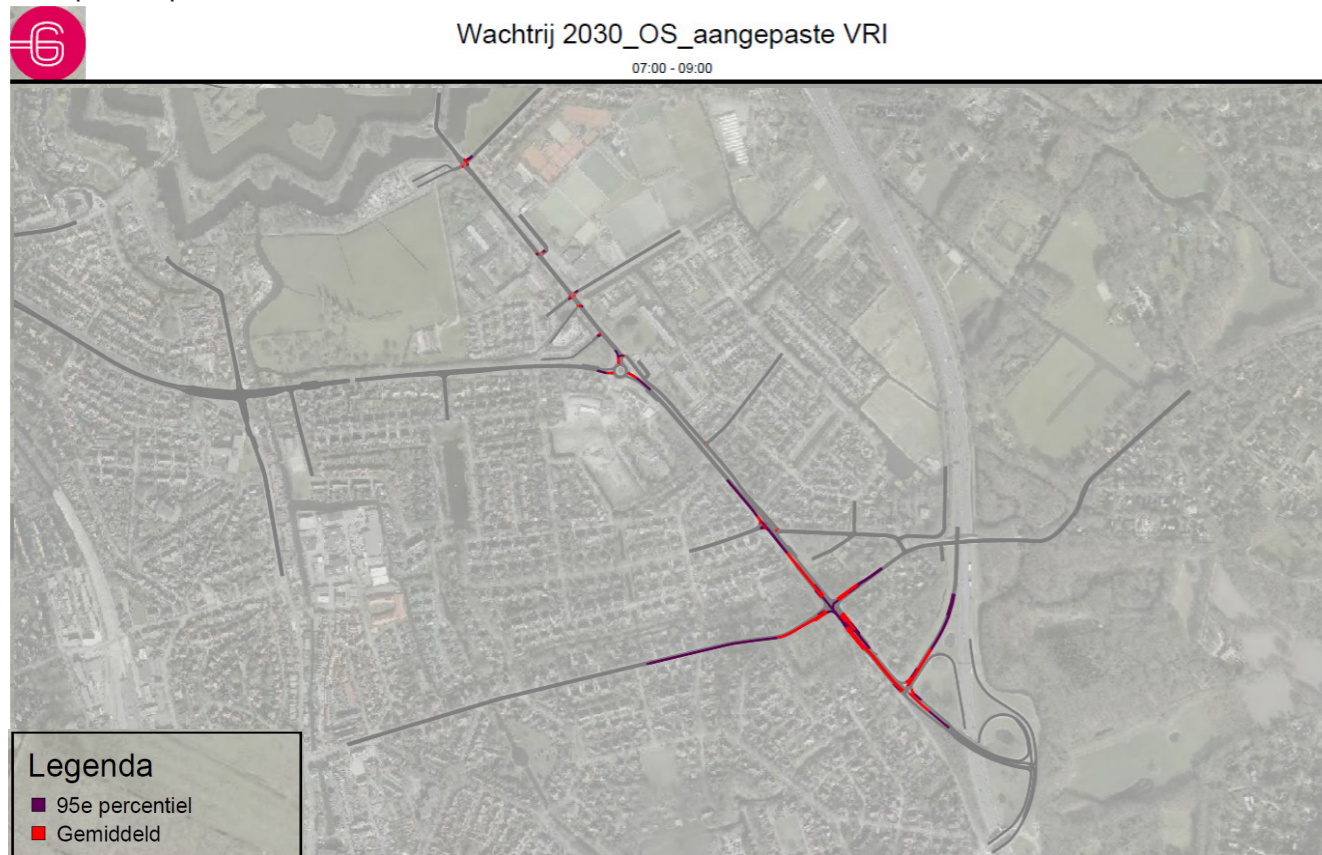 Wachtrij 2030_OS_aangepaste VRI
07:00 - 09:00
Legenda
95e percentiel
Gemiddeld